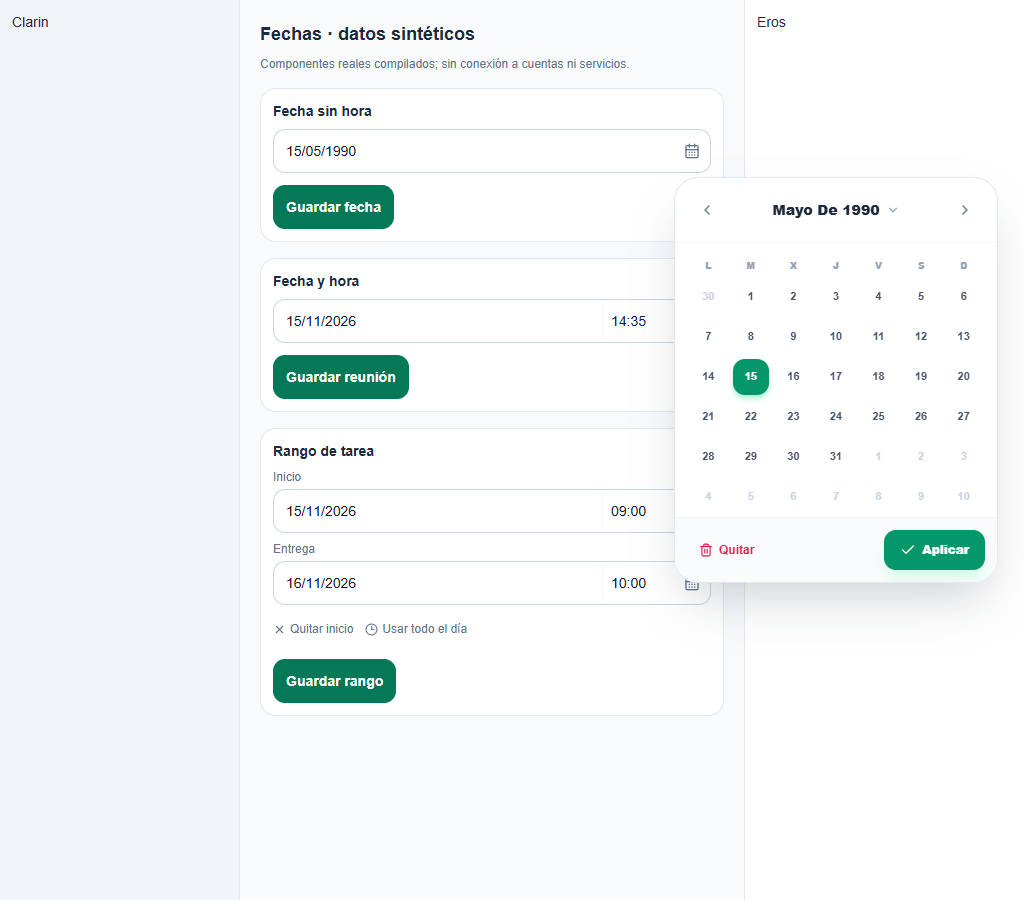 Clarin
Fechas · datos sintéticos
Componentes reales compilados; sin conexión a cuentas ni servicios.
Fecha sin hora
15/05/1990
Guardar fecha
Fecha y hora
15/11/2026 14:35
Guardar reunión
Rango de tarea
Inicio
15/11/2026 09:00
Entrega
16/11/2026 10:00
Quitar inicio Usar todo el día
Guardar rango
Eros
Mayo De 1990
L M X J V S D
30 1 2 3 4 5 6
7 8 9 10 11 12 13
14 15 16 17 18 19 20
21 22 23 24 25 26 27
28 29 30 31 1 2 3
4 5 6 7 8 9 10
Quitar Aplicar